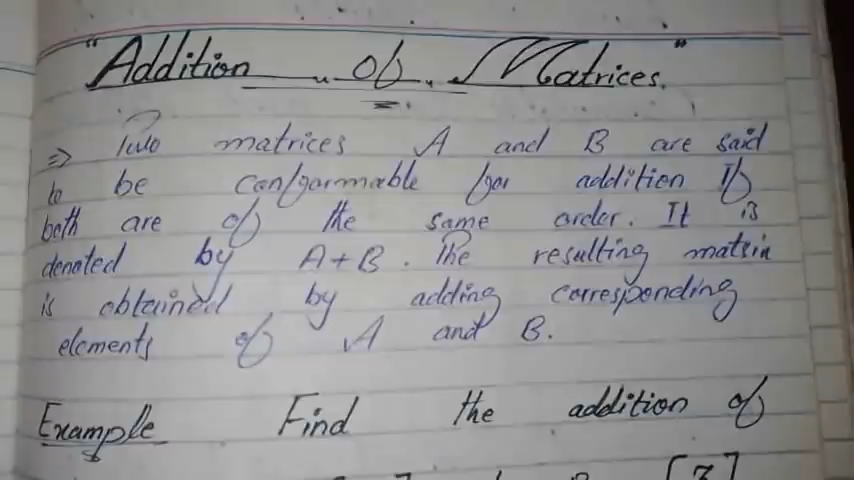 "Addition of Matrices."
⇒ Two matrices A and B are said
to be conformable for addition If
both are of the same order. It is
denoted by A+B. The resulting matrix
is obtained by adding corresponding
elements of A and B.
Example Find the addition of